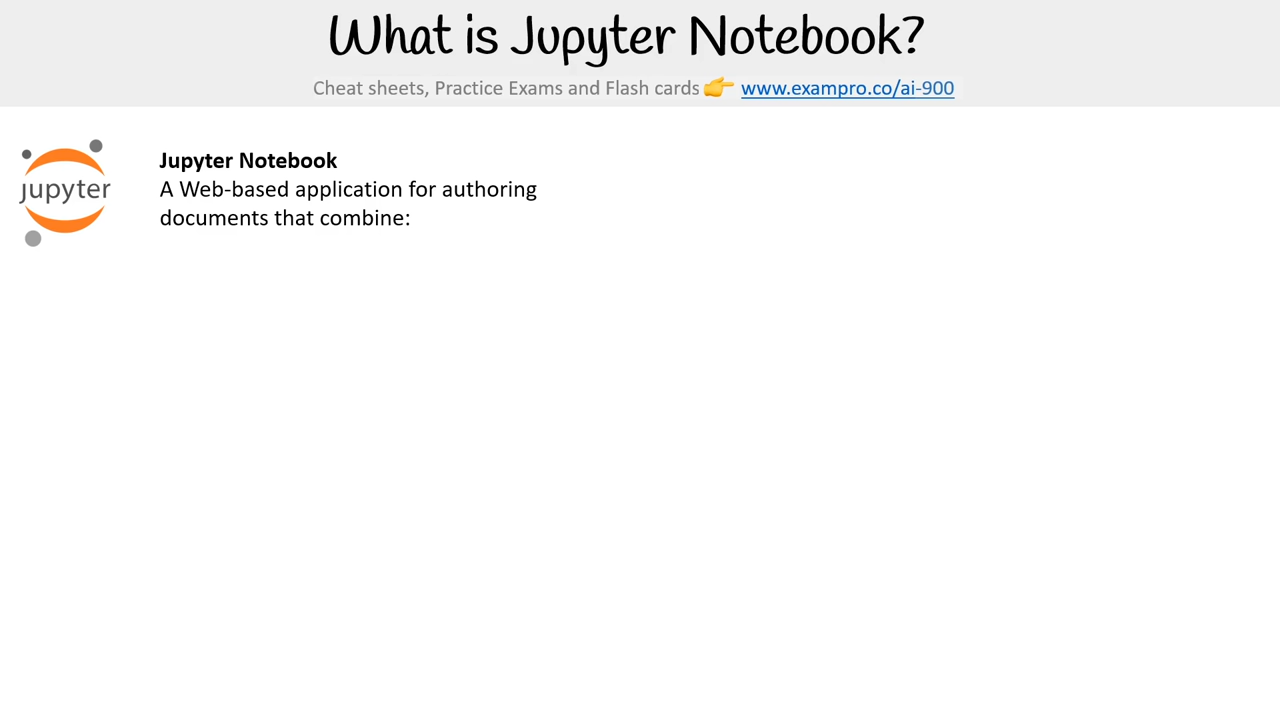 What is Jupyter Notebook?
Cheat sheets, Practice Exams and Flash cards 👉 www.exampro.co/ai-900
jupyter
Jupyter Notebook
A Web-based application for authoring
documents that combine: